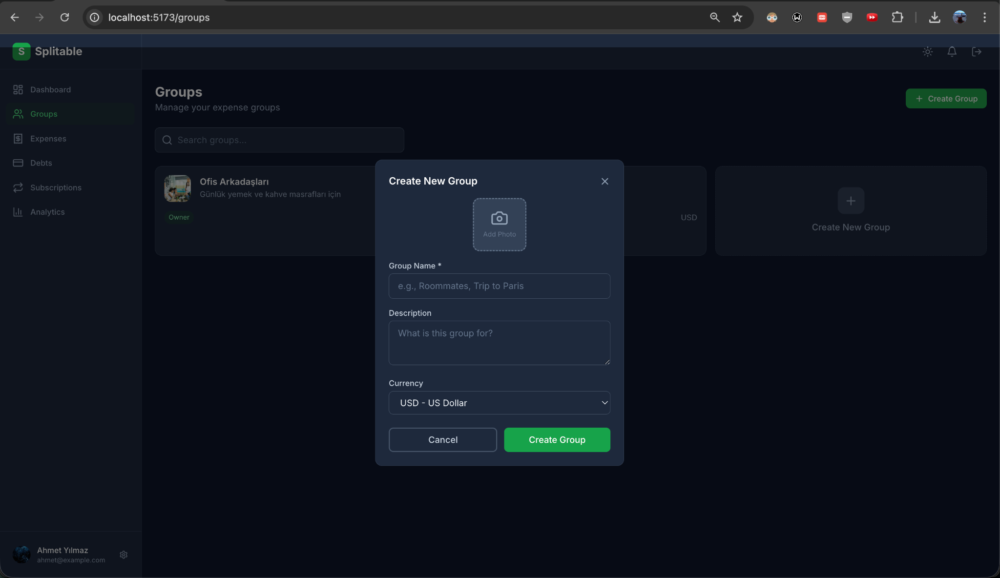 localhost:5173/groups
S Splitable
Dashboard
Groups
Expenses
Debts
Subscriptions
Analytics
Groups
Manage your expense groups
+ Create Group
Search groups...
Ofis Arkadaşları
Günlük yemek ve kahve masrafları için
Owner
USD
Create New Group
Create New Group
Add Photo
Group Name *
e.g., Roommates, Trip to Paris
Description
What is this group for?
Currency
USD - US Dollar
Cancel
Create Group
Ahmet Yılmaz
ahmet@example.com